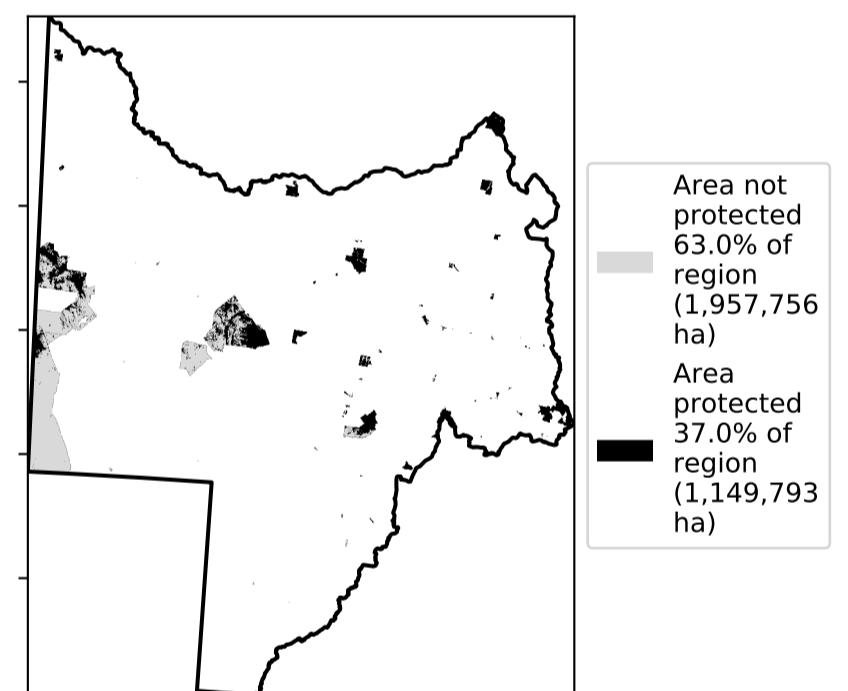 Area not
protected
63.0% of
region
(1,957,756
ha)
Area
protected
37.0% of
region
(1,149,793
ha)